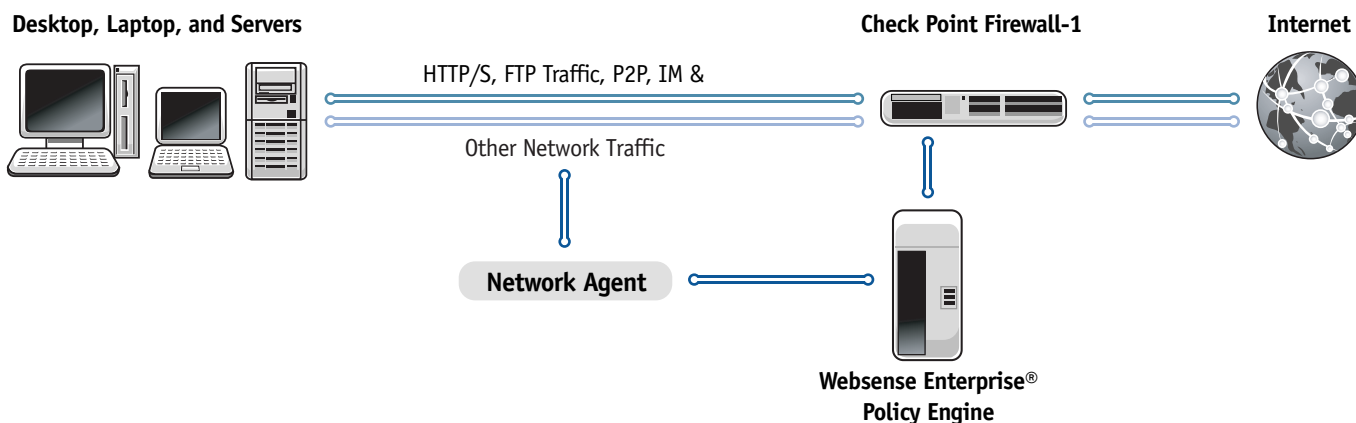 Desktop, Laptop, and Servers
Check Point Firewall-1
Internet
HTTP/S, FTP Traffic, P2P, IM &
Other Network Traffic
Network Agent
Websense Enterprise®
Policy Engine